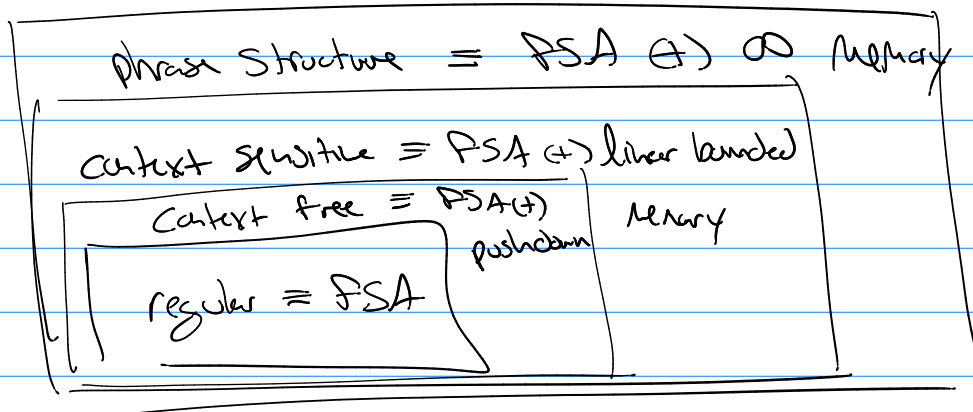 phrase structure ≡ FSA (+) ∞ memory
context sensitive ≡ FSA (+) linear bounded
memory
context free ≡ FSA (+)
pushdown
regular ≡ FSA